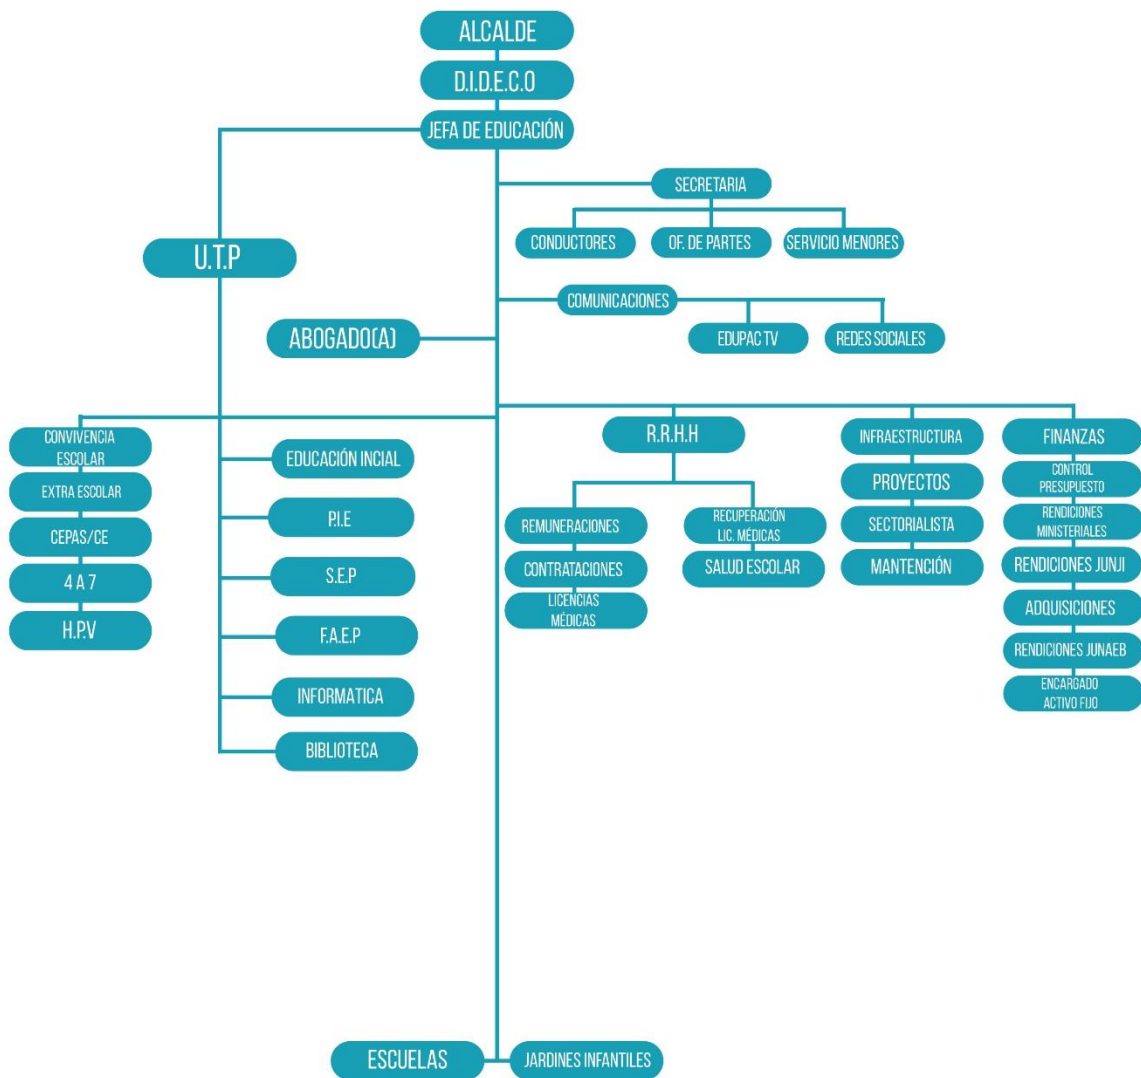 ALCALDE
D.I.D.E.C.O
JEFA DE EDUCACIÓN
SECRETARIA
CONDUCTORES
OF. DE PARTES
SERVICIO MENORES
U.T.P
COMUNICACIONES
EDUPAC TV
REDES SOCIALES
ABOGADO(A)
CONVIVENCIA
ESCOLAR
EXTRA ESCOLAR
CEPAS/CE
4 A 7
H.P.V
EDUCACIÓN INCIAL
P.I.E
S.E.P
F.A.E.P
INFORMATICA
BIBLIOTECA
R.R.H.H
REMUNERACIONES
CONTRATACIONES
LICENCIAS
MÉDICAS
RECUPERACIÓN
LIC. MÉDICAS
SALUD ESCOLAR
INFRAESTRUCTURA
PROYECTOS
SECTORIALISTA
MANTENCIÓN
FINANZAS
CONTROL
PRESUPUESTO
RENDICIONES
MINISTERIALES
RENDICIONES JUNJI
ADQUISICIONES
RENDICIONES JUNAEB
ENCARGADO
ACTIVO FIJO
ESCUELAS
JARDINES INFANTILES